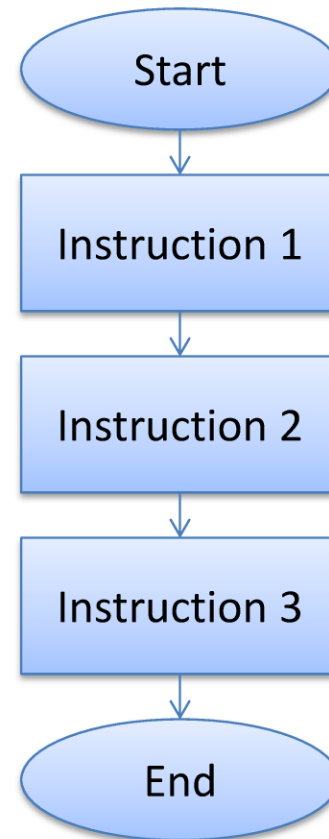 Start
Instruction 1
Instruction 2
Instruction 3
End